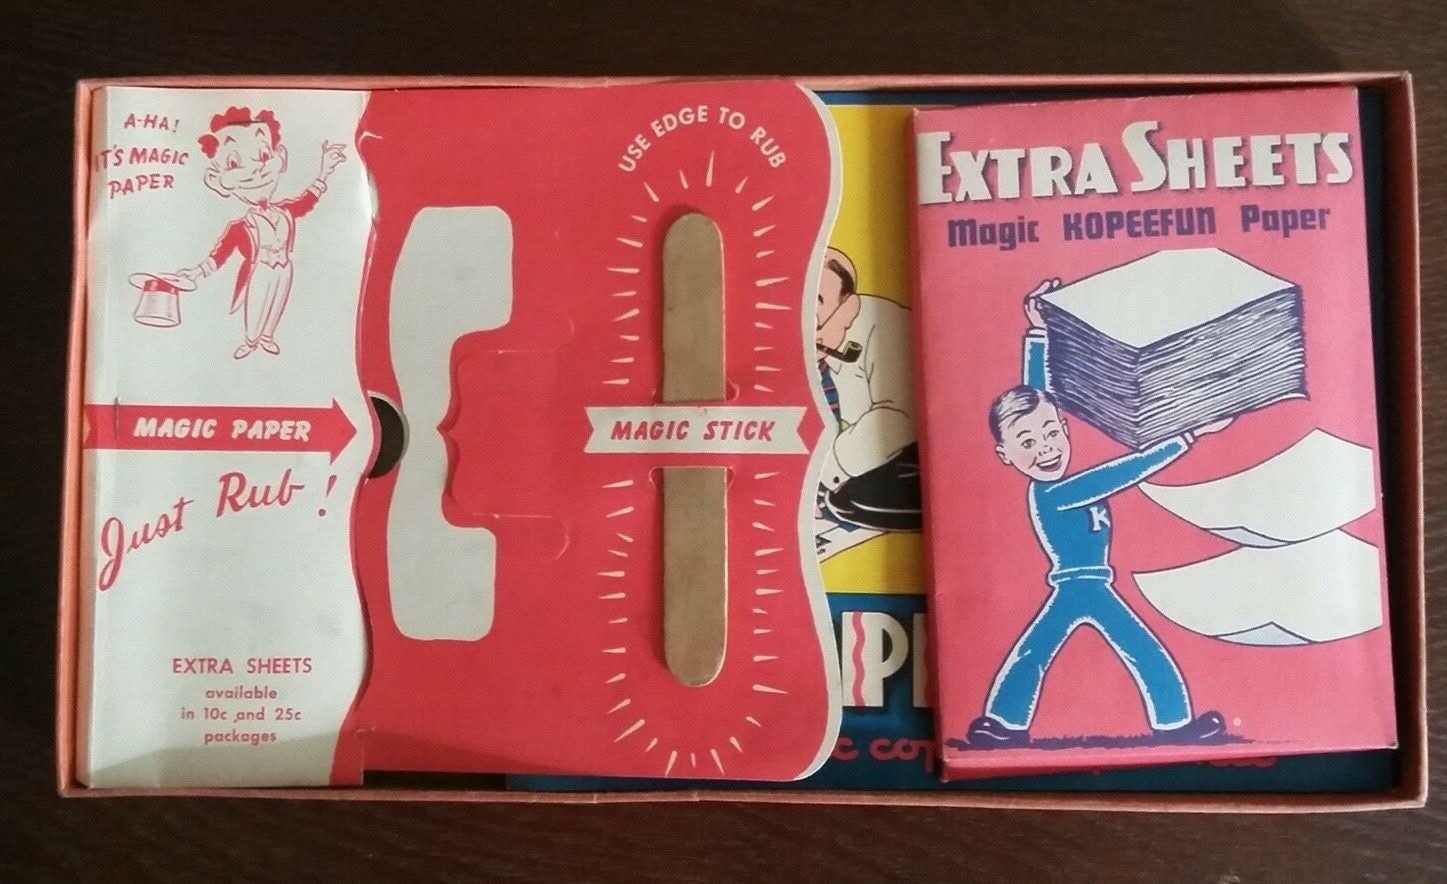 A-HA!
IT'S MAGIC
PAPER
MAGIC PAPER
Just Rub!
EXTRA SHEETS
available
in 10c and 25c
packages
USE EDGE TO RUB
MAGIC STICK
EXTRA SHEETS
Magic KOPEEFUN Paper
K